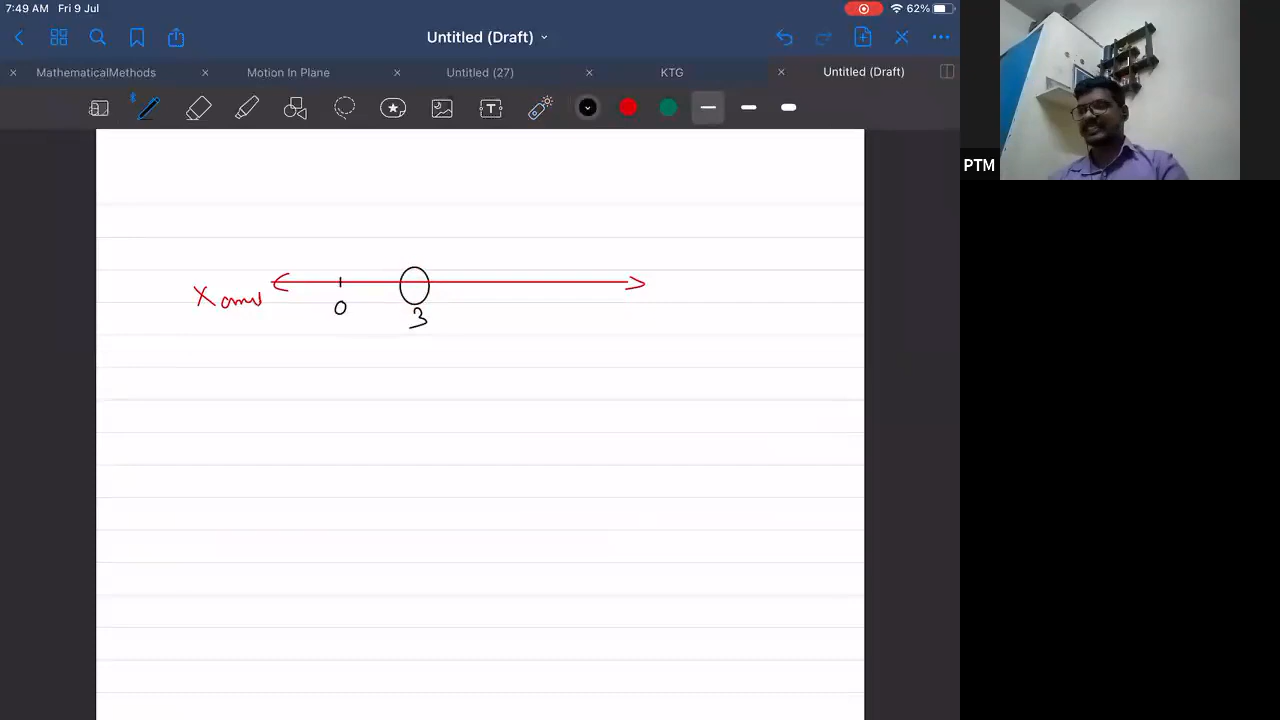 7:49 AM Fri 9 Jul 62%
Untitled (Draft)
MathematicalMethods Motion In Plane Untitled (27) KTG Untitled (Draft)
T
PTM
X
0 3